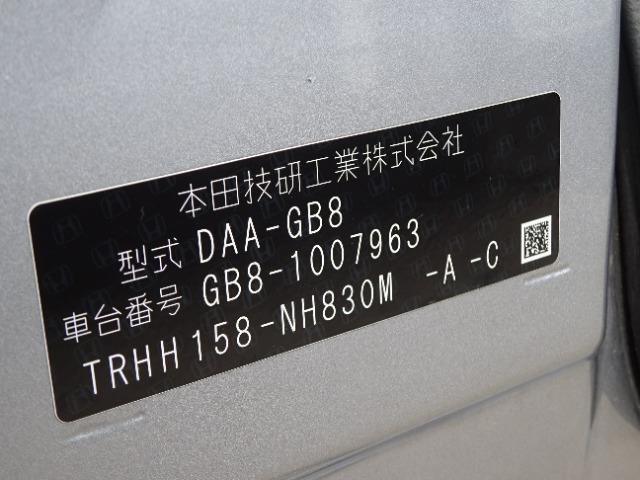 本田技研工業株式会社
型式 DAA-GB8
車台番号 GB8-1007963
TRHH158-NH830M -A -C